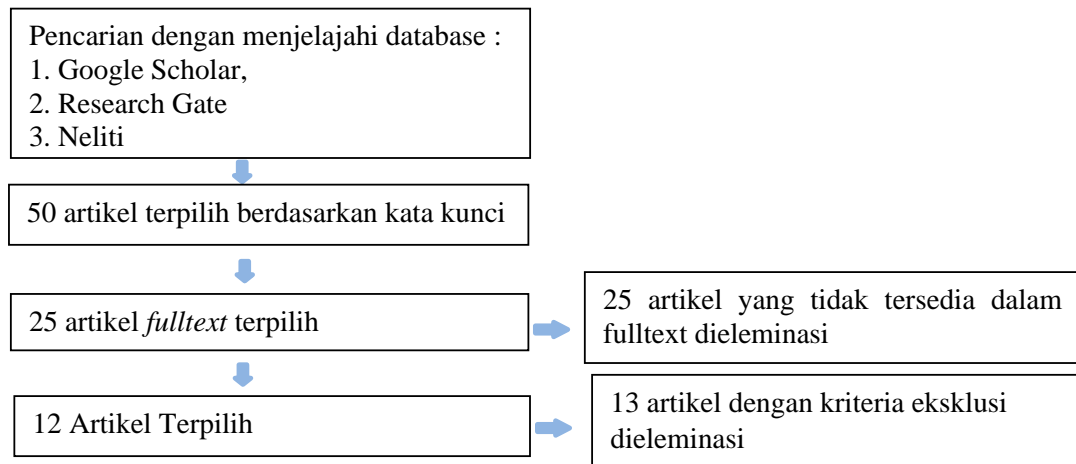 Pencarian dengan menjelajahi database :
1. Google Scholar,
2. Research Gate
3. Neliti
50 artikel terpilih berdasarkan kata kunci
25 artikel fulltext terpilih
25 artikel yang tidak tersedia dalam
fulltext dieleminasi
12 Artikel Terpilih
13 artikel dengan kriteria eksklusi
dieleminasi